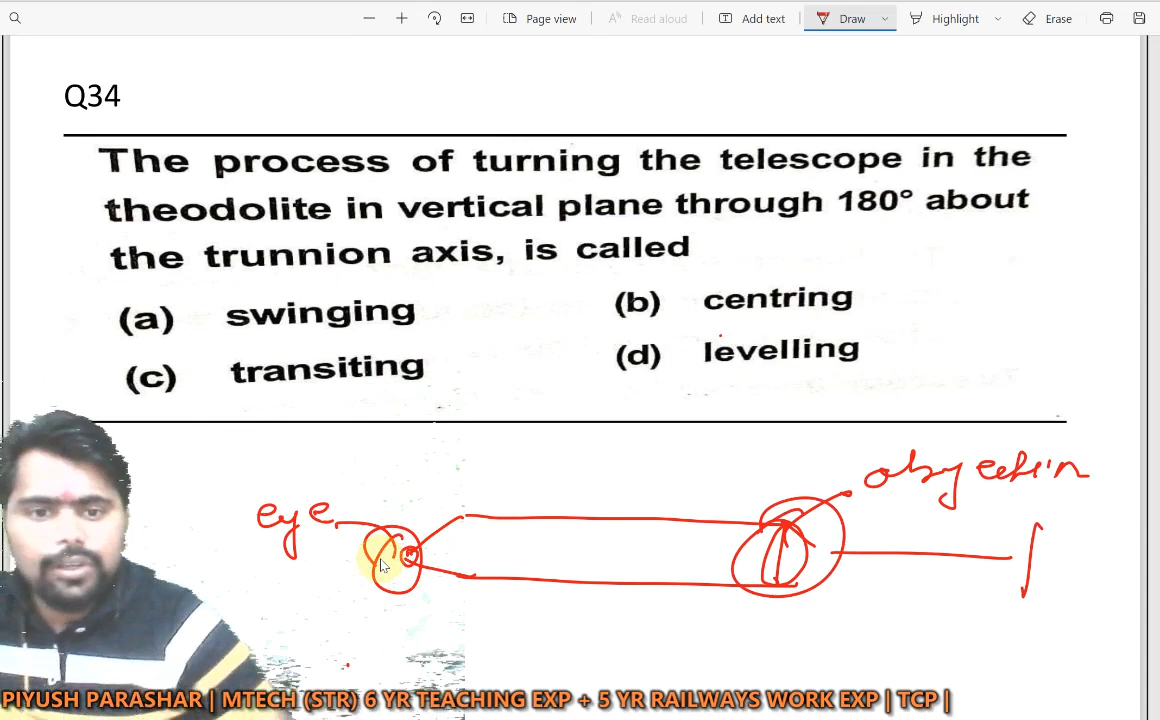 Page view
Read aloud
Add text
Draw
Highlight
Erase
Q34
The process of turning the telescope in the
theodolite in vertical plane through 180° about
the trunnion axis, is called
(a) swinging (b) centring
(c) transiting (d) levelling
eye
PIYUSH PARASHAR | MTECH (STR) 6 YR TEACHING EXP + 5 YR RAILWAYS WORK EXP | TCP |